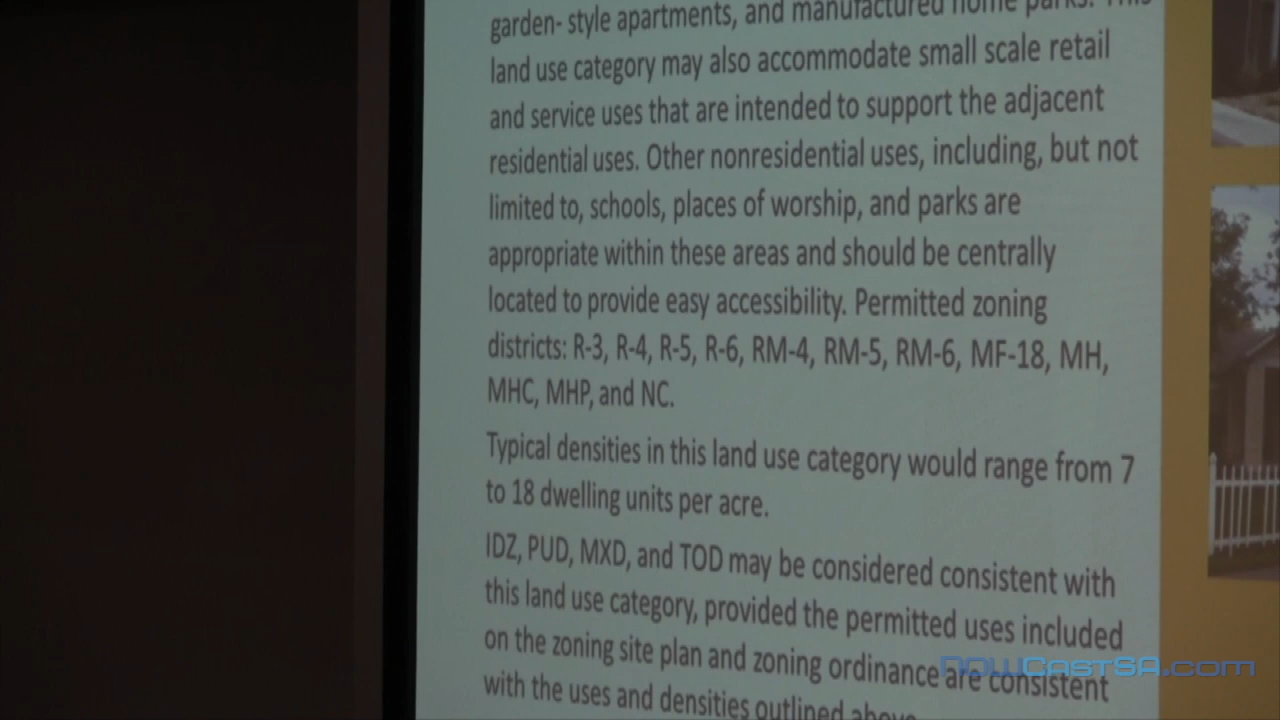 garden- style apartments, and manufactured home parks. This
land use category may also accommodate small scale retail
and service uses that are intended to support the adjacent
residential uses. Other nonresidential uses, including, but not
limited to, schools, places of worship, and parks are
appropriate within these areas and should be centrally
located to provide easy accessibility. Permitted zoning
districts: R-3, R-4, R-5, R-6, RM-4, RM-5, RM-6, MF-18, MH,
MHC, MHP, and NC.
Typical densities in this land use category would range from 7
to 18 dwelling units per acre.
IDZ, PUD, MXD, and TOD may be considered consistent with
this land use category, provided the permitted uses included
on the zoning site plan and zoning ordinance are consistent
with the uses and densities outlined above
NOWCastSA.com